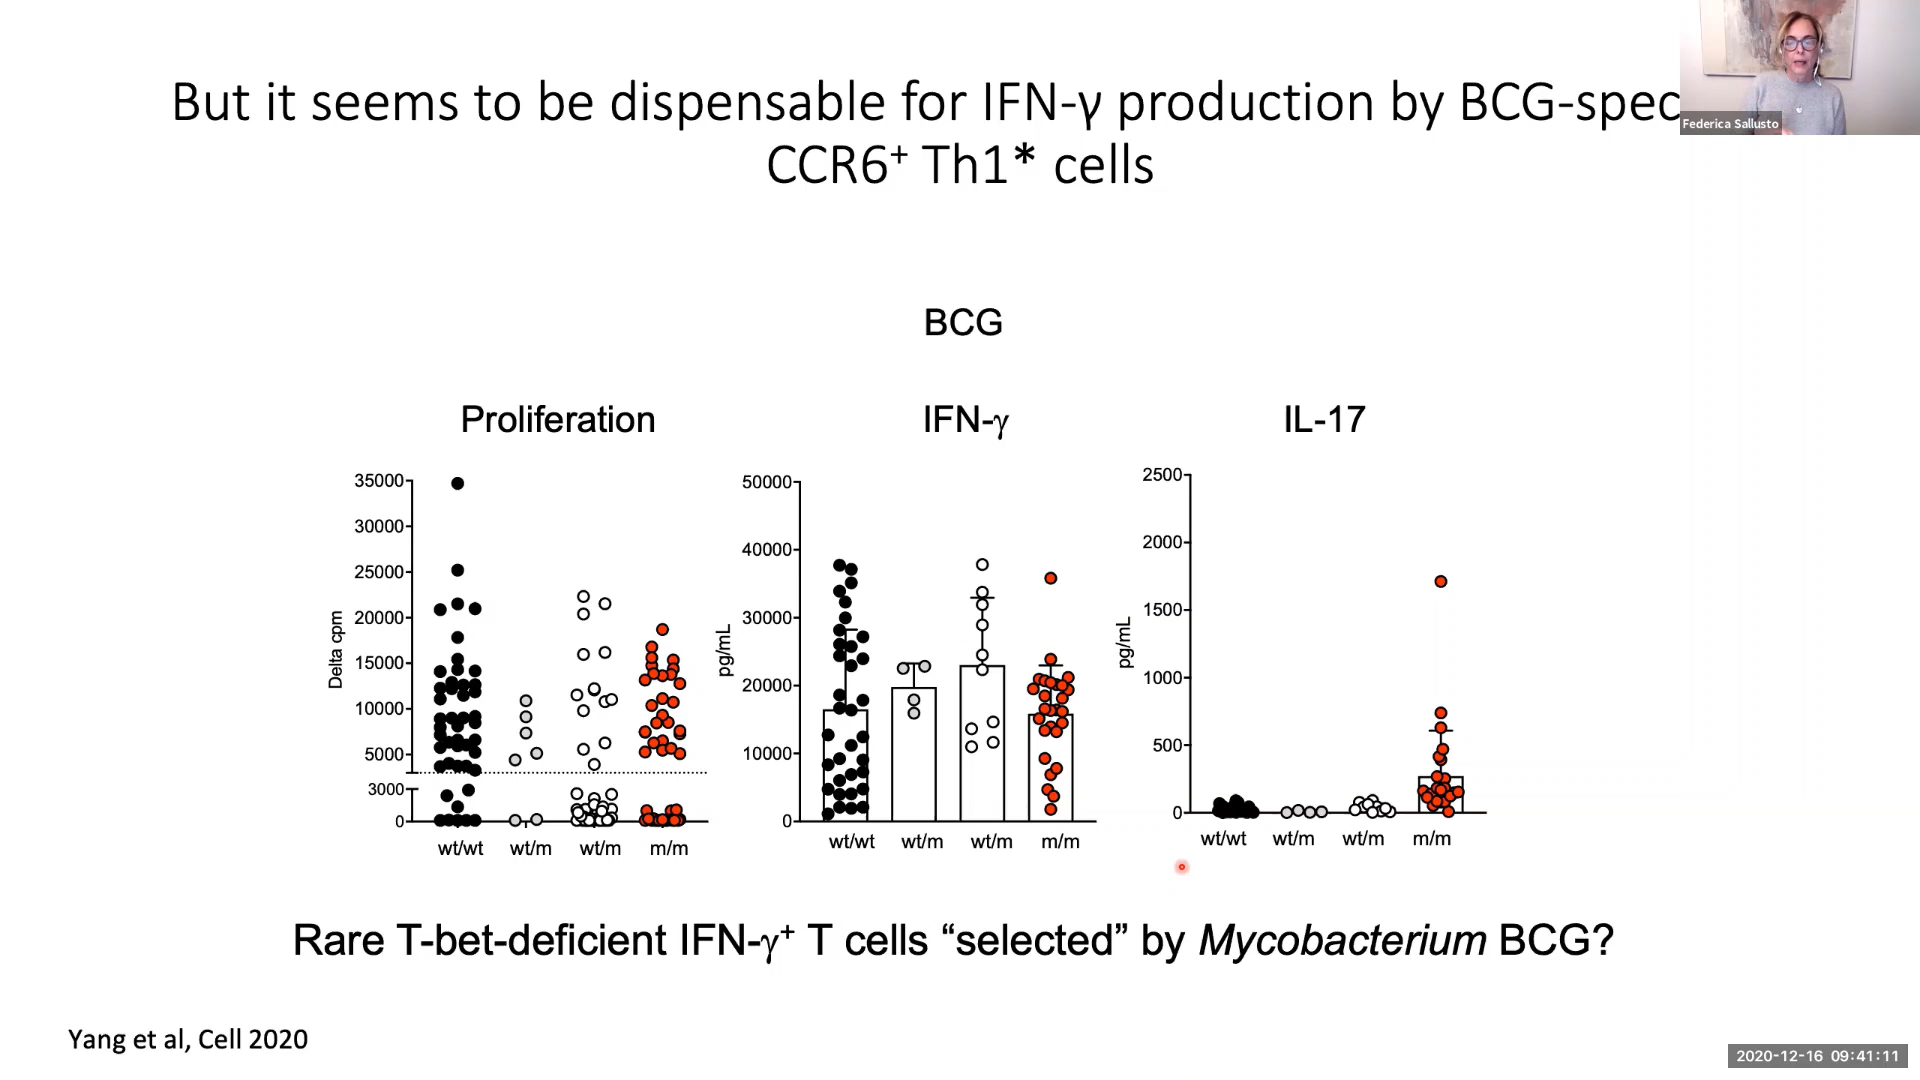 But it seems to be dispensable for IFN-γ production by BCG-spec
CCR6⁺ Th1* cells
Federica Sallusto
BCG
Proliferation
IFN-γ
IL-17
Delta cpm
35000
30000
25000
20000
15000
10000
5000
3000
0
wt/wt wt/m wt/m m/m
pg/mL
50000
40000
30000
20000
10000
0
wt/wt wt/m wt/m m/m
pg/mL
2500
2000
1500
1000
500
0
wt/wt wt/m wt/m m/m
Rare T-bet-deficient IFN-γ⁺ T cells “selected” by Mycobacterium BCG?
Yang et al, Cell 2020
2020-12-16 09:41:11